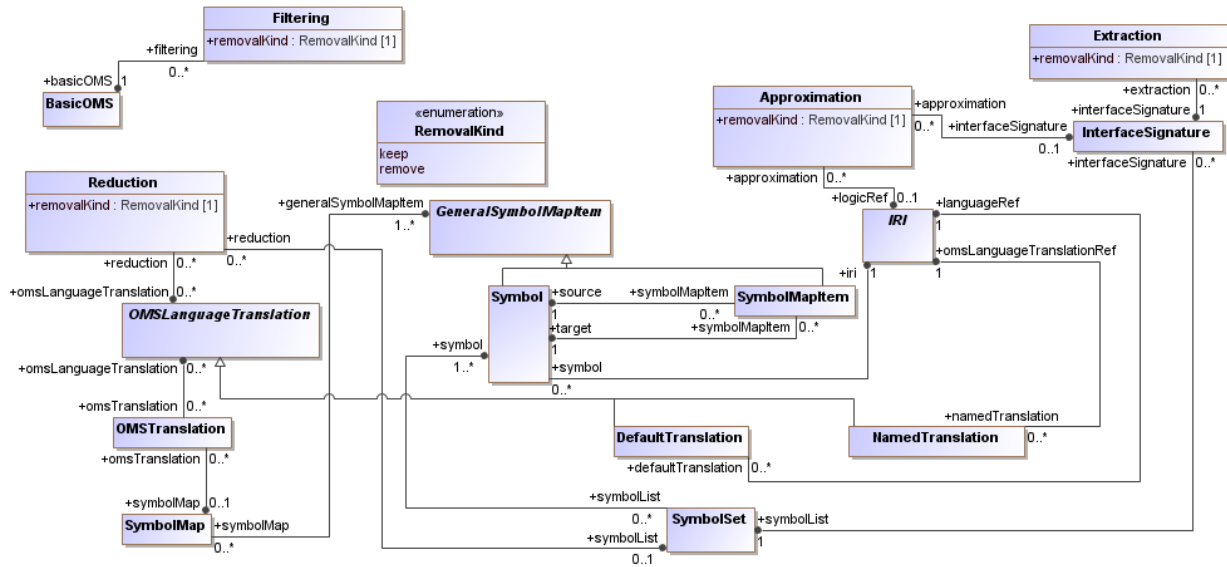 Filtering
+removalKind : RemovalKind [1]
+filtering
0..*
+basicOMS
1
BasicOMS
Extraction
+removalKind : RemovalKind [1]
0..*
+extraction
+interfaceSignature
1
InterfaceSignature
+interfaceSignature
0..*
Approximation
+removalKind : RemovalKind [1]
+approximation
0..*
+interfaceSignature
0..1
+approximation
0..*
«enumeration»
RemovalKind
keep
remove
Reduction
+removalKind : RemovalKind [1]
+generalSymbolMapItem
1..*
GeneralSymbolMapItem
+logicRef
0..1
IRI
+languageRef
1
+omsLanguageTranslationRef
1
+iri
1
+reduction
0..*
+reduction
0..*
+omsLanguageTranslation
0..*
OMSLanguageTranslation
Symbol
+source
1
+symbolMapItem
0..*
SymbolMapItem
+target
1
+symbolMapItem
0..*
+symbol
1..*
+symbol
0..*
+omsLanguageTranslation
0..*
+omsTranslation
0..*
OMSTranslation
+omsTranslation
0..*
DefaultTranslation
+defaultTranslation
0..*
+namedTranslation
NamedTranslation
0..*
+symbolMap
0..1
SymbolMap
+symbolMap
0..*
+symbolList
0..*
SymbolSet
+symbolList
1
+symbolList
0..1